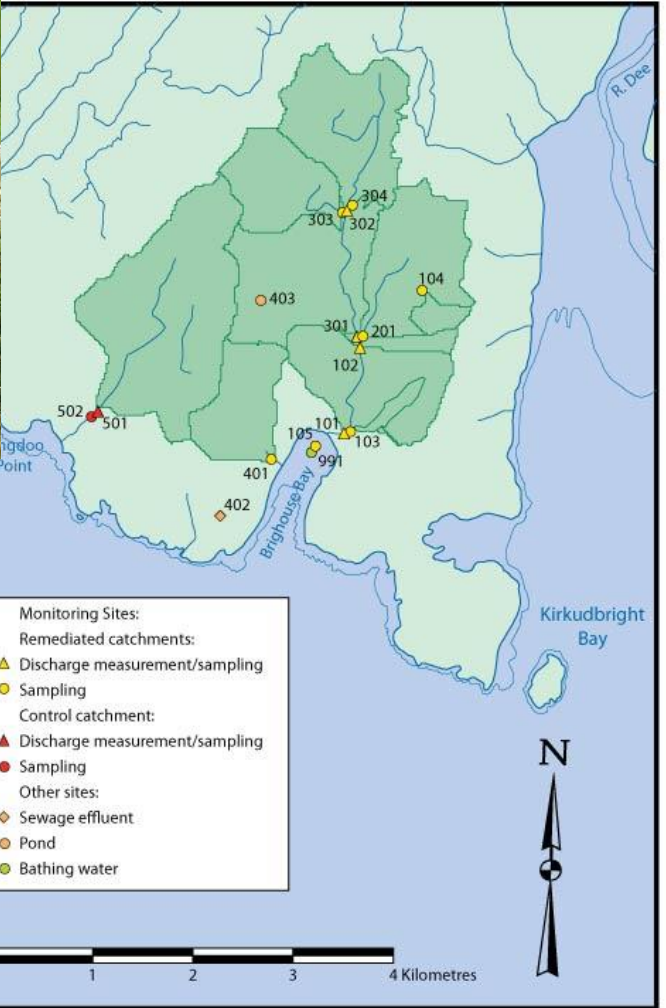 R. Dee
304
303
302
104
403
301
201
102
502
501
ngdoo
Point
101
105
103
991
401
402
Brighouse Bay
Kirkudbright
Bay
Monitoring Sites:
Remediated catchments:
Discharge measurement/sampling
Sampling
Control catchment:
Discharge measurement/sampling
Sampling
Other sites:
Sewage effluent
Pond
Bathing water
N
1 2 3 4 Kilometres